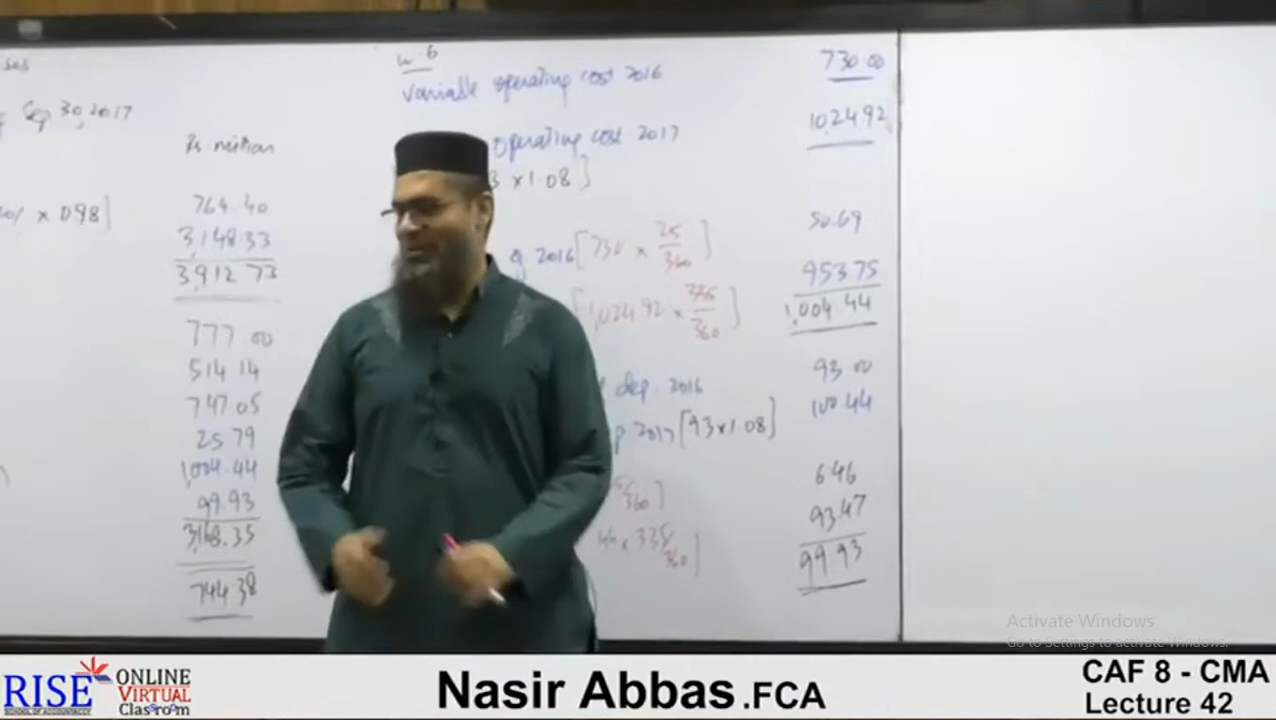 Sep 30, 2017
Rs million
x 098]
764.40
3,148.33
3,912.73
777.00
514.14
747.05
25.79
1,004.44
99.93
3,168.35
744.38
w.6
variable operating cost 2016 730.00
operating cost 2017 1024.92
3 x 1.08]
2016 [730 x 25/360] 50.69
[1,024.92 x 335/360] 953.75
1,004.44
dep. 2016 93.00
2017 [93 x 1.08] 100.44
/360] 6.46
44 x 335/360] 93.47
99.93
Activate Windows
Go to Settings to activate Windows.
RISE
SCHOOL OF ACCOUNTANCY
ONLINE
VIRTUAL
Classroom
Nasir Abbas .FCA
CAF 8 - CMA
Lecture 42